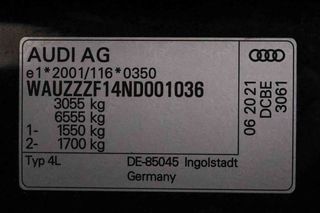 AUDI AG
e1*2001/116*0350
WAUZZZF14ND001036
3055 kg
6555 kg
1- 1550 kg
2- 1700 kg
Typ 4L
DE-85045 Ingolstadt
Germany
06 2021
DCBE
3061